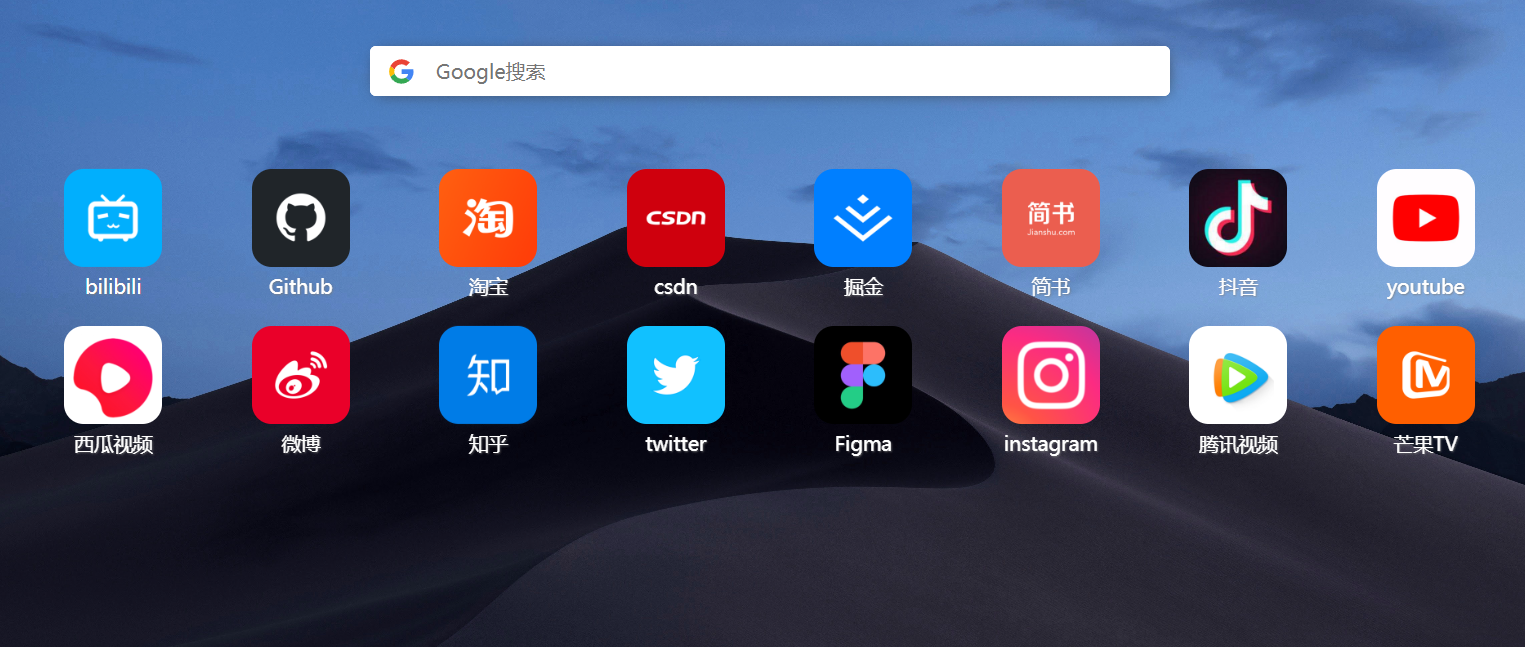 Google搜索
淘
CSDN
简书
Jianshu.com
bilibili
Github
淘宝
csdn
掘金
简书
抖音
youtube
知
西瓜视频
微博
知乎
twitter
Figma
instagram
腾讯视频
芒果TV